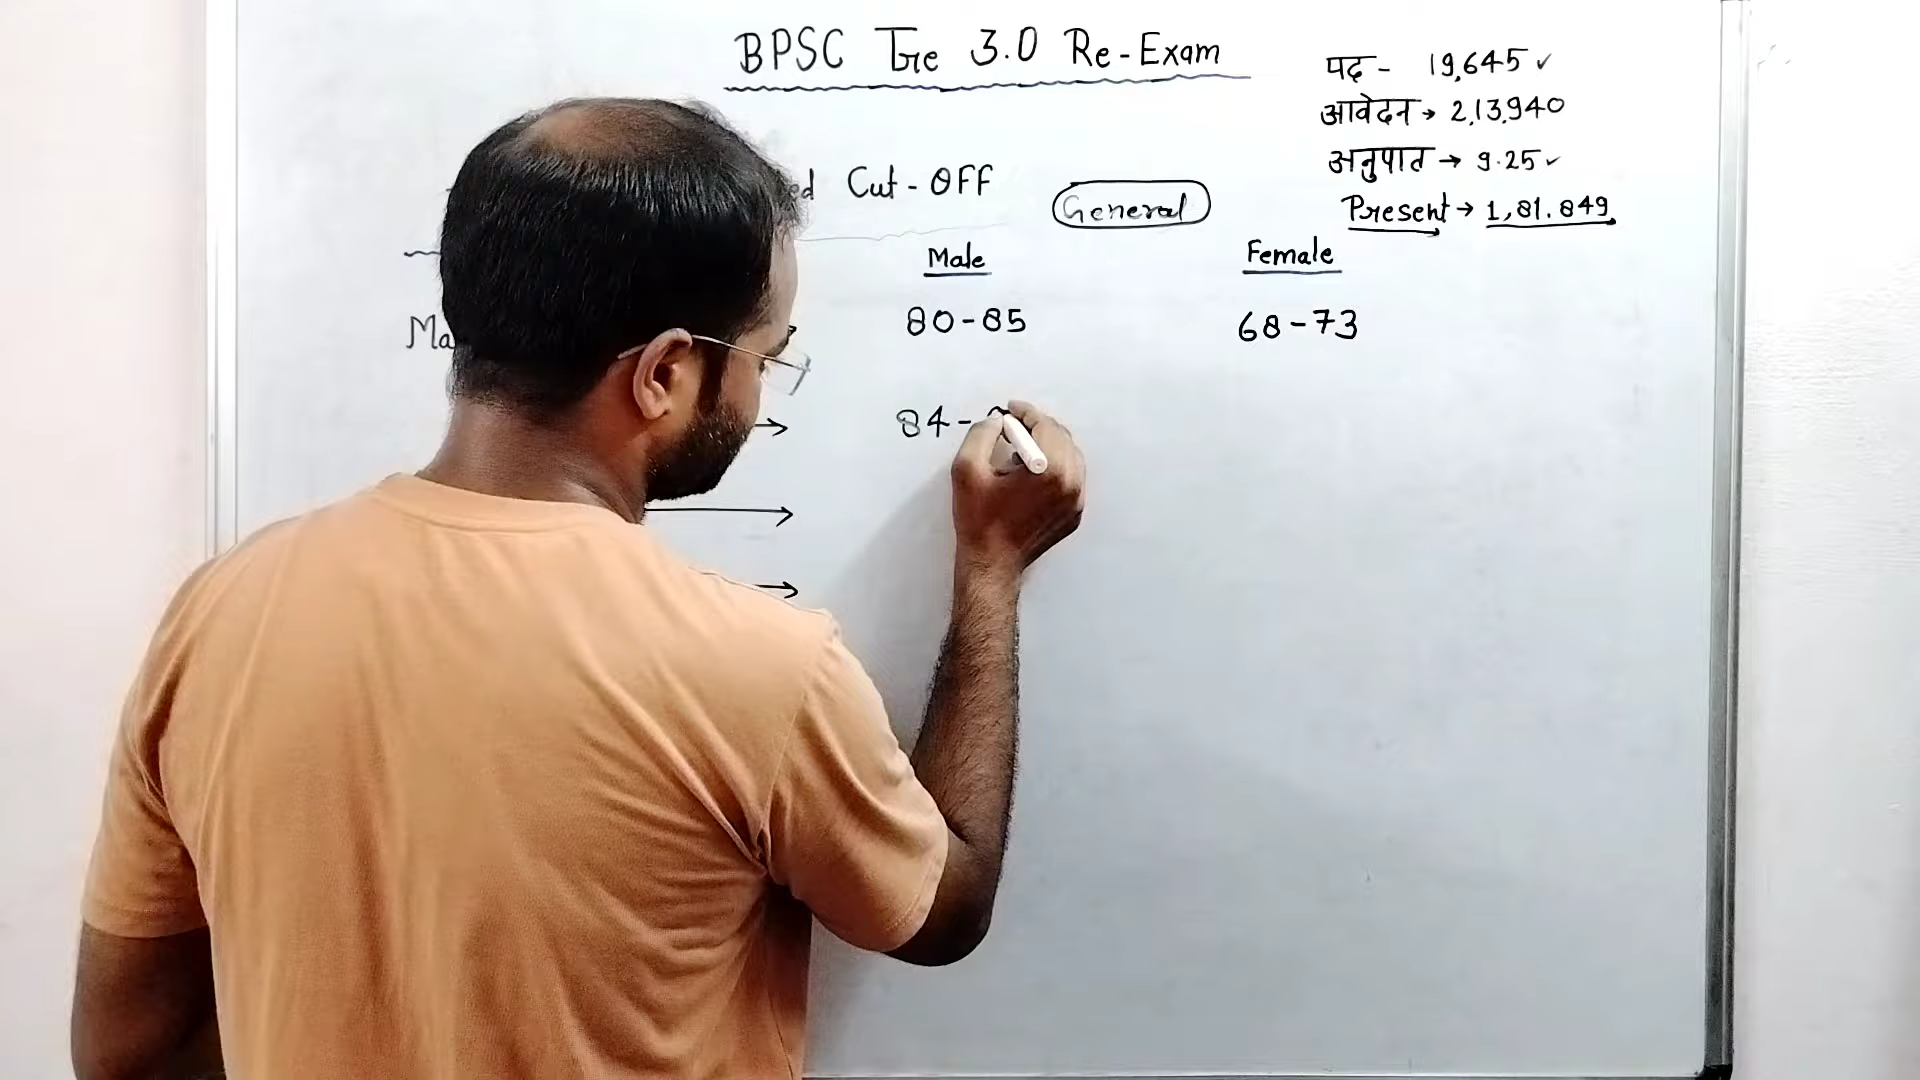 BPSC Tre 3.0 Re-Exam
पद - 19,645 ✓
आवेदन → 2,13,940
अनुपात → 9.25 ✓
Present → 1,81,849
Cut-OFF
General
Male Female
80-85 68-73
→ 84-
→
→